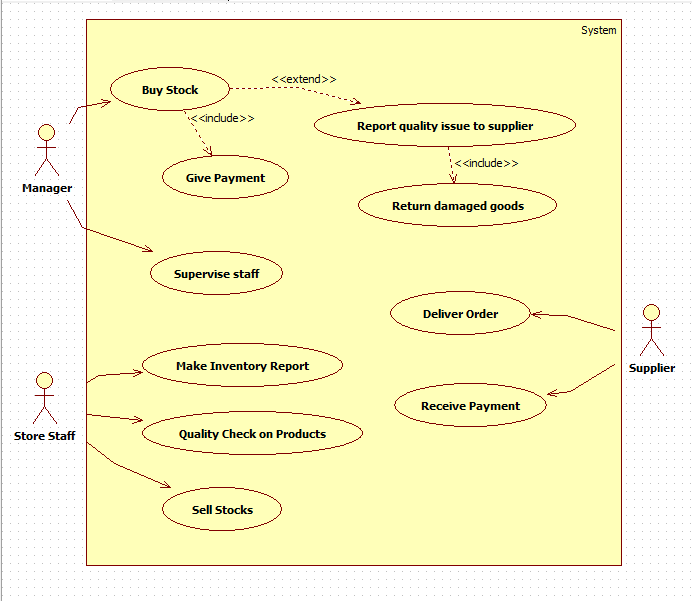 System
Buy Stock
<<extend>>
<<include>>
Report quality issue to supplier
<<include>>
Give Payment
Manager
Return damaged goods
Supervise staff
Deliver Order
Supplier
Make Inventory Report
Receive Payment
Store Staff
Quality Check on Products
Sell Stocks